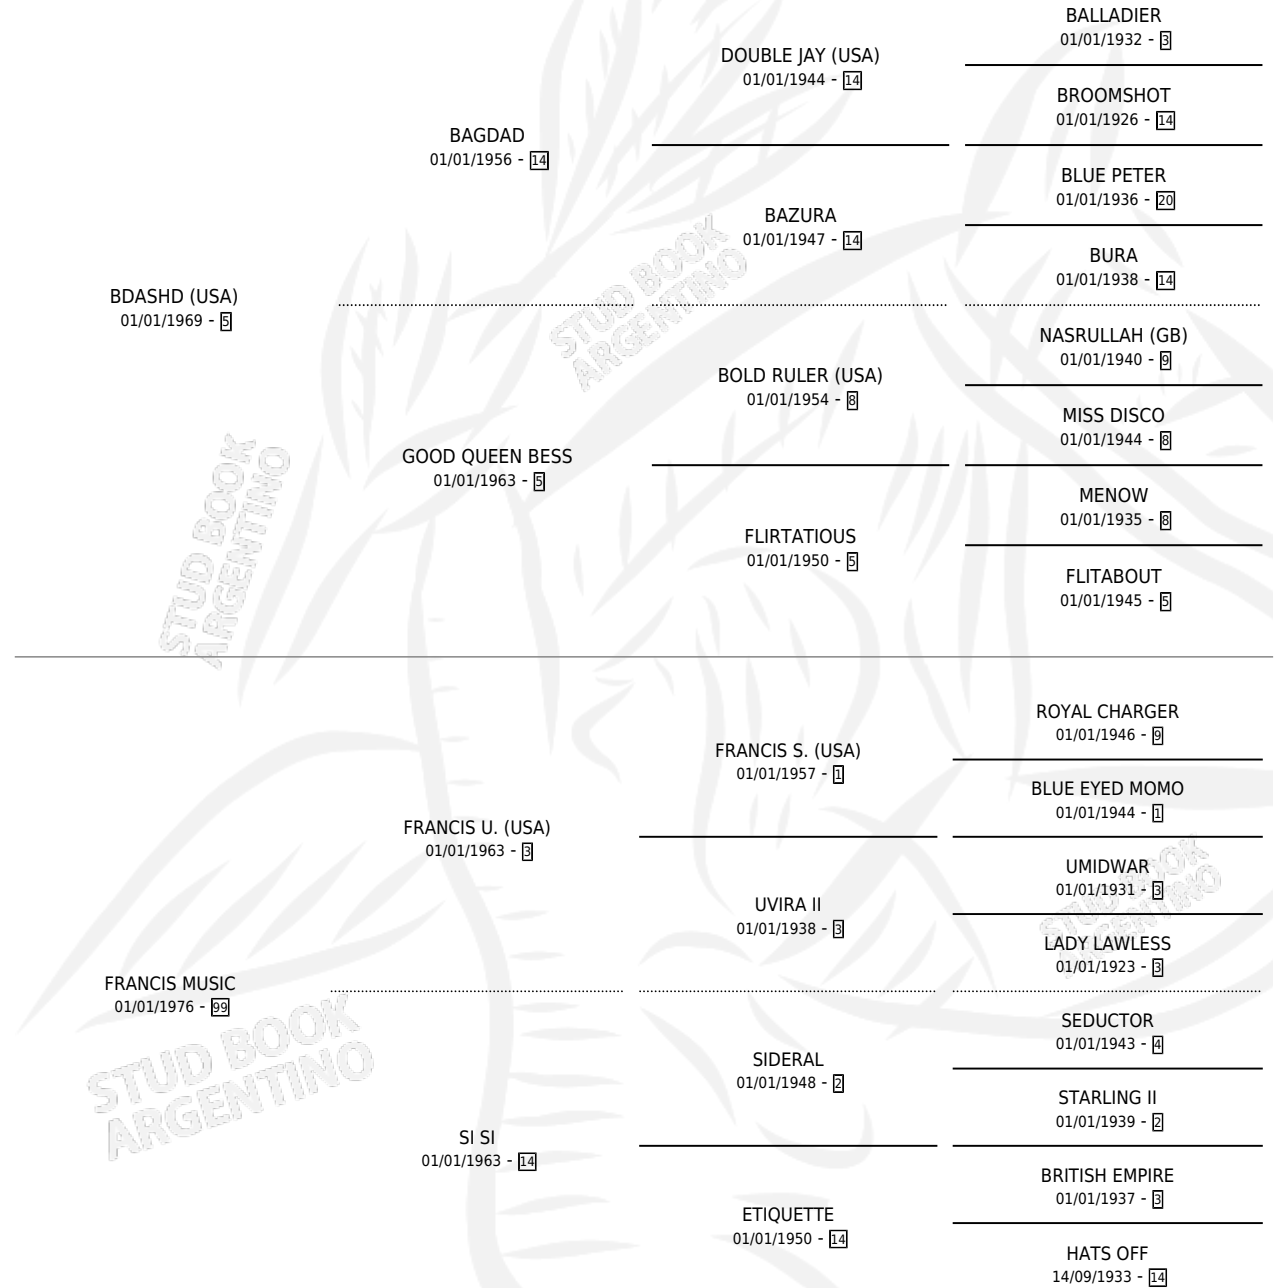 BALLADIER
01/01/1932 - 3
DOUBLE JAY (USA)
01/01/1944 - 14
BROOMSHOT
01/01/1926 - 14
BAGDAD
01/01/1956 - 14
BLUE PETER
01/01/1936 - 20
BAZURA
01/01/1947 - 14
BURA
01/01/1938 - 14
BDASHD (USA)
01/01/1969 - 5
STUD BOOK
ARGENTINO
NASRULLAH (GB)
01/01/1940 - 9
BOLD RULER (USA)
01/01/1954 - 8
MISS DISCO
01/01/1944 - 8
GOOD QUEEN BESS
01/01/1963 - 5
MENOW
01/01/1935 - 8
FLIRTATIOUS
01/01/1950 - 5
FLITABOUT
01/01/1945 - 5
STUD BOOK
ARGENTINO
ROYAL CHARGER
01/01/1946 - 9
FRANCIS S. (USA)
01/01/1957 - 1
BLUE EYED MOMO
01/01/1944 - 1
FRANCIS U. (USA)
01/01/1963 - 3
UMIDWAR
01/01/1931 - 3
UVIRA II
01/01/1938 - 3
STUD BOOK
ARGENTINO
LADY LAWLESS
01/01/1923 - 3
FRANCIS MUSIC
01/01/1976 - 99
SEDUCTOR
01/01/1943 - 4
SIDERAL
01/01/1948 - 2
STUD BOOK
ARGENTINO
STARLING II
01/01/1939 - 2
SI SI
01/01/1963 - 14
BRITISH EMPIRE
01/01/1937 - 3
ETIQUETTE
01/01/1950 - 14
HATS OFF
14/09/1933 - 14